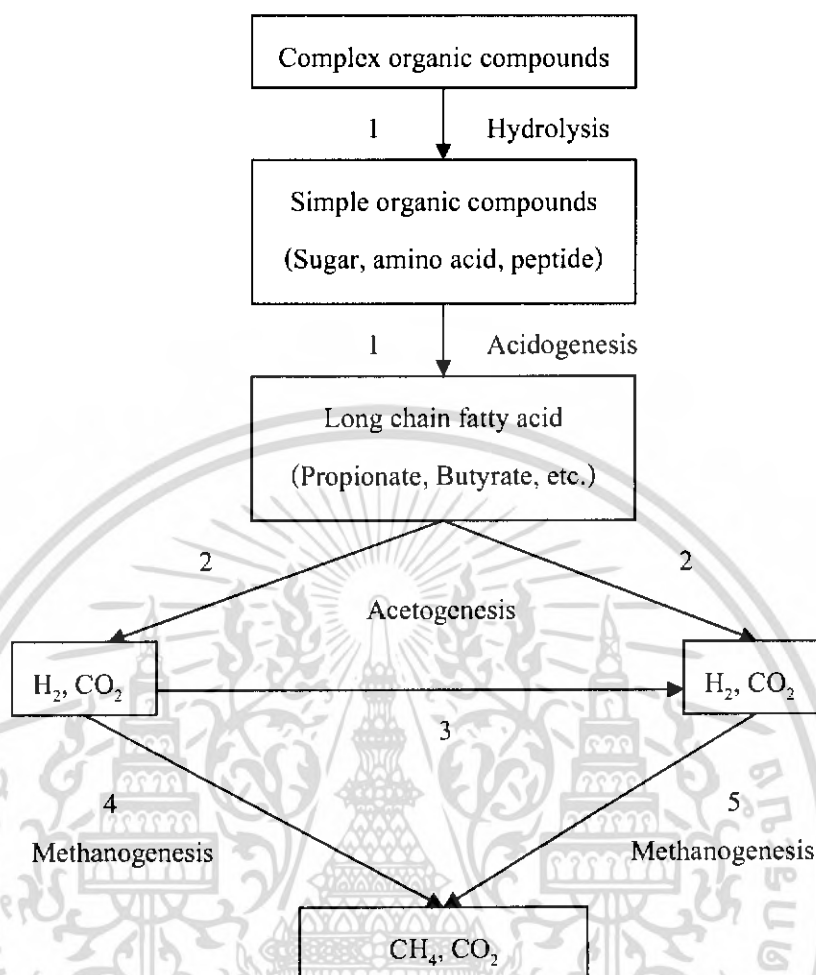 Complex organic compounds
1 Hydrolysis
Simple organic compounds
(Sugar, amino acid, peptide)
1 Acidogenesis
Long chain fatty acid
(Propionate, Butyrate, etc.)
2 2
Acetogenesis
H₂, CO₂ H₂, CO₂
3
4 5
Methanogenesis Methanogenesis
CH₄, CO₂